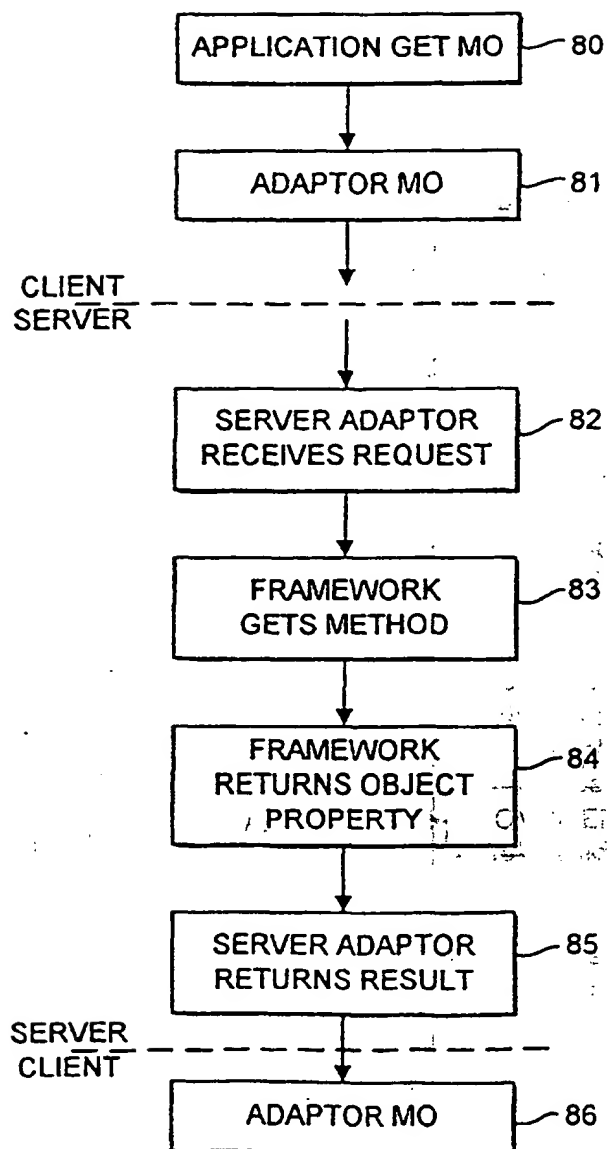 APPLICATION GET MO 80
ADAPTOR MO 81
CLIENT
SERVER
SERVER ADAPTOR 82
RECEIVES REQUEST
FRAMEWORK 83
GETS METHOD
FRAMEWORK
RETURNS OBJECT 84
PROPERTY
SERVER ADAPTOR 85
RETURNS RESULT
SERVER
CLIENT
ADAPTOR MO 86